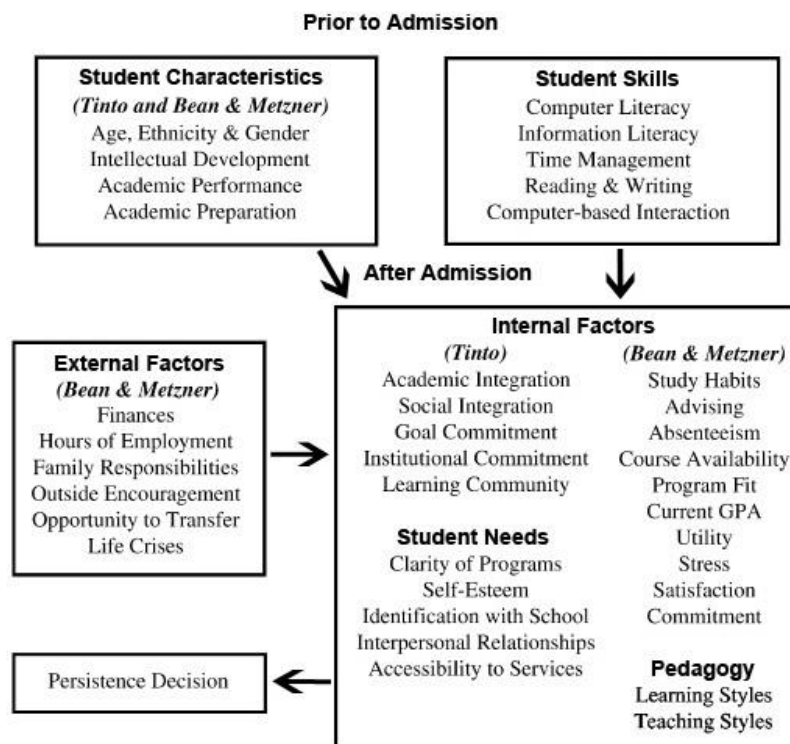 Prior to Admission
Student Characteristics
(Tinto and Bean & Metzner)
Age, Ethnicity & Gender
Intellectual Development
Academic Performance
Academic Preparation
Student Skills
Computer Literacy
Information Literacy
Time Management
Reading & Writing
Computer-based Interaction
After Admission
External Factors
(Bean & Metzner)
Finances
Hours of Employment
Family Responsibilities
Outside Encouragement
Opportunity to Transfer
Life Crises
Internal Factors
(Tinto)
Academic Integration
Social Integration
Goal Commitment
Institutional Commitment
Learning Community
Student Needs
Clarity of Programs
Self-Esteem
Identification with School
Interpersonal Relationships
Accessibility to Services
(Bean & Metzner)
Study Habits
Advising
Absenteeism
Course Availability
Program Fit
Current GPA
Utility
Stress
Satisfaction
Commitment
Pedagogy
Learning Styles
Teaching Styles
Persistence Decision